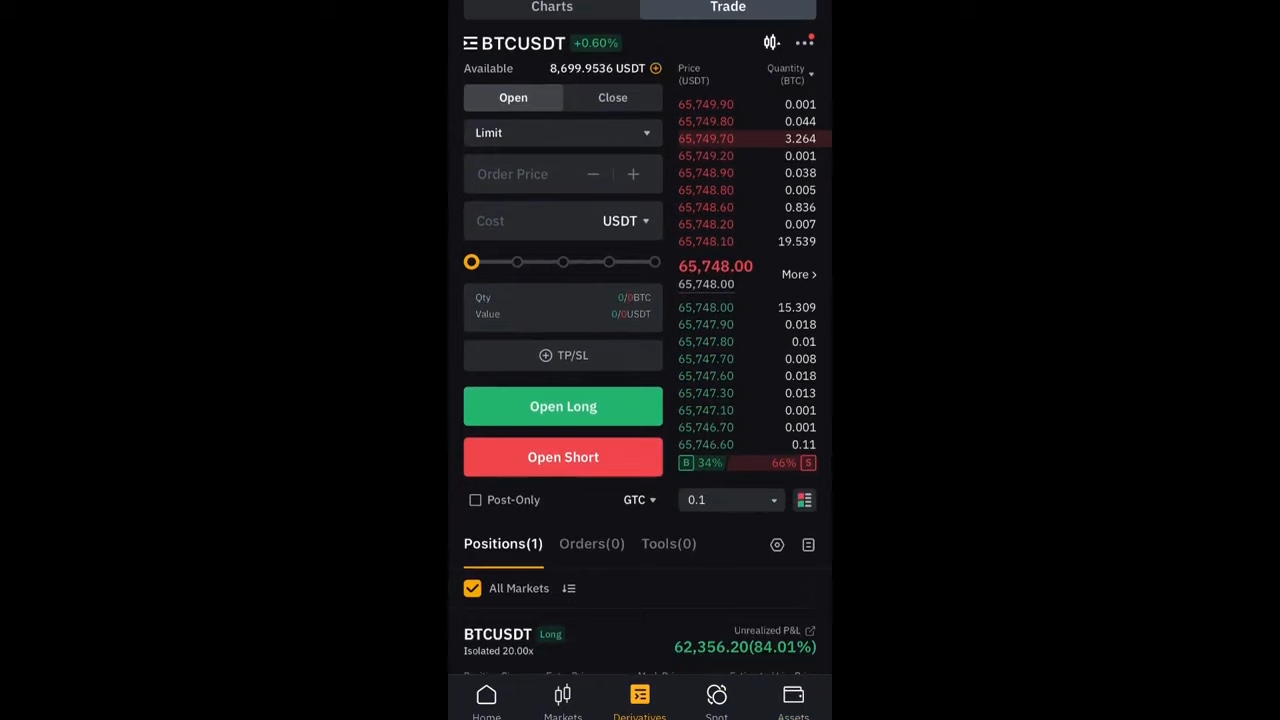 Charts Trade
BTCUSDT +0.60%
Available 8,699.9536 USDT
Open Close
Limit
Order Price
Cost USDT
Qty 0/0BTC
Value 0/0USDT
TP/SL
Open Long
Open Short
Post-Only GTC
Price (USDT) Quantity (BTC)
65,749.90 0.001
65,749.80 0.044
65,749.70 3.264
65,749.20 0.001
65,748.90 0.038
65,748.80 0.005
65,748.60 0.836
65,748.20 0.007
65,748.10 19.539
65,748.00
65,748.00
More >
65,748.00 15.309
65,747.90 0.018
65,747.80 0.01
65,747.70 0.008
65,747.60 0.018
65,747.30 0.013
65,747.10 0.001
65,746.70 0.001
65,746.60 0.11
B 34% 66% S
0.1
Positions(1) Orders(0) Tools(0)
All Markets
BTCUSDT Long
Isolated 20.00x
Unrealized P&L
62,356.20(84.01%)
Home Markets Derivatives Spot Assets